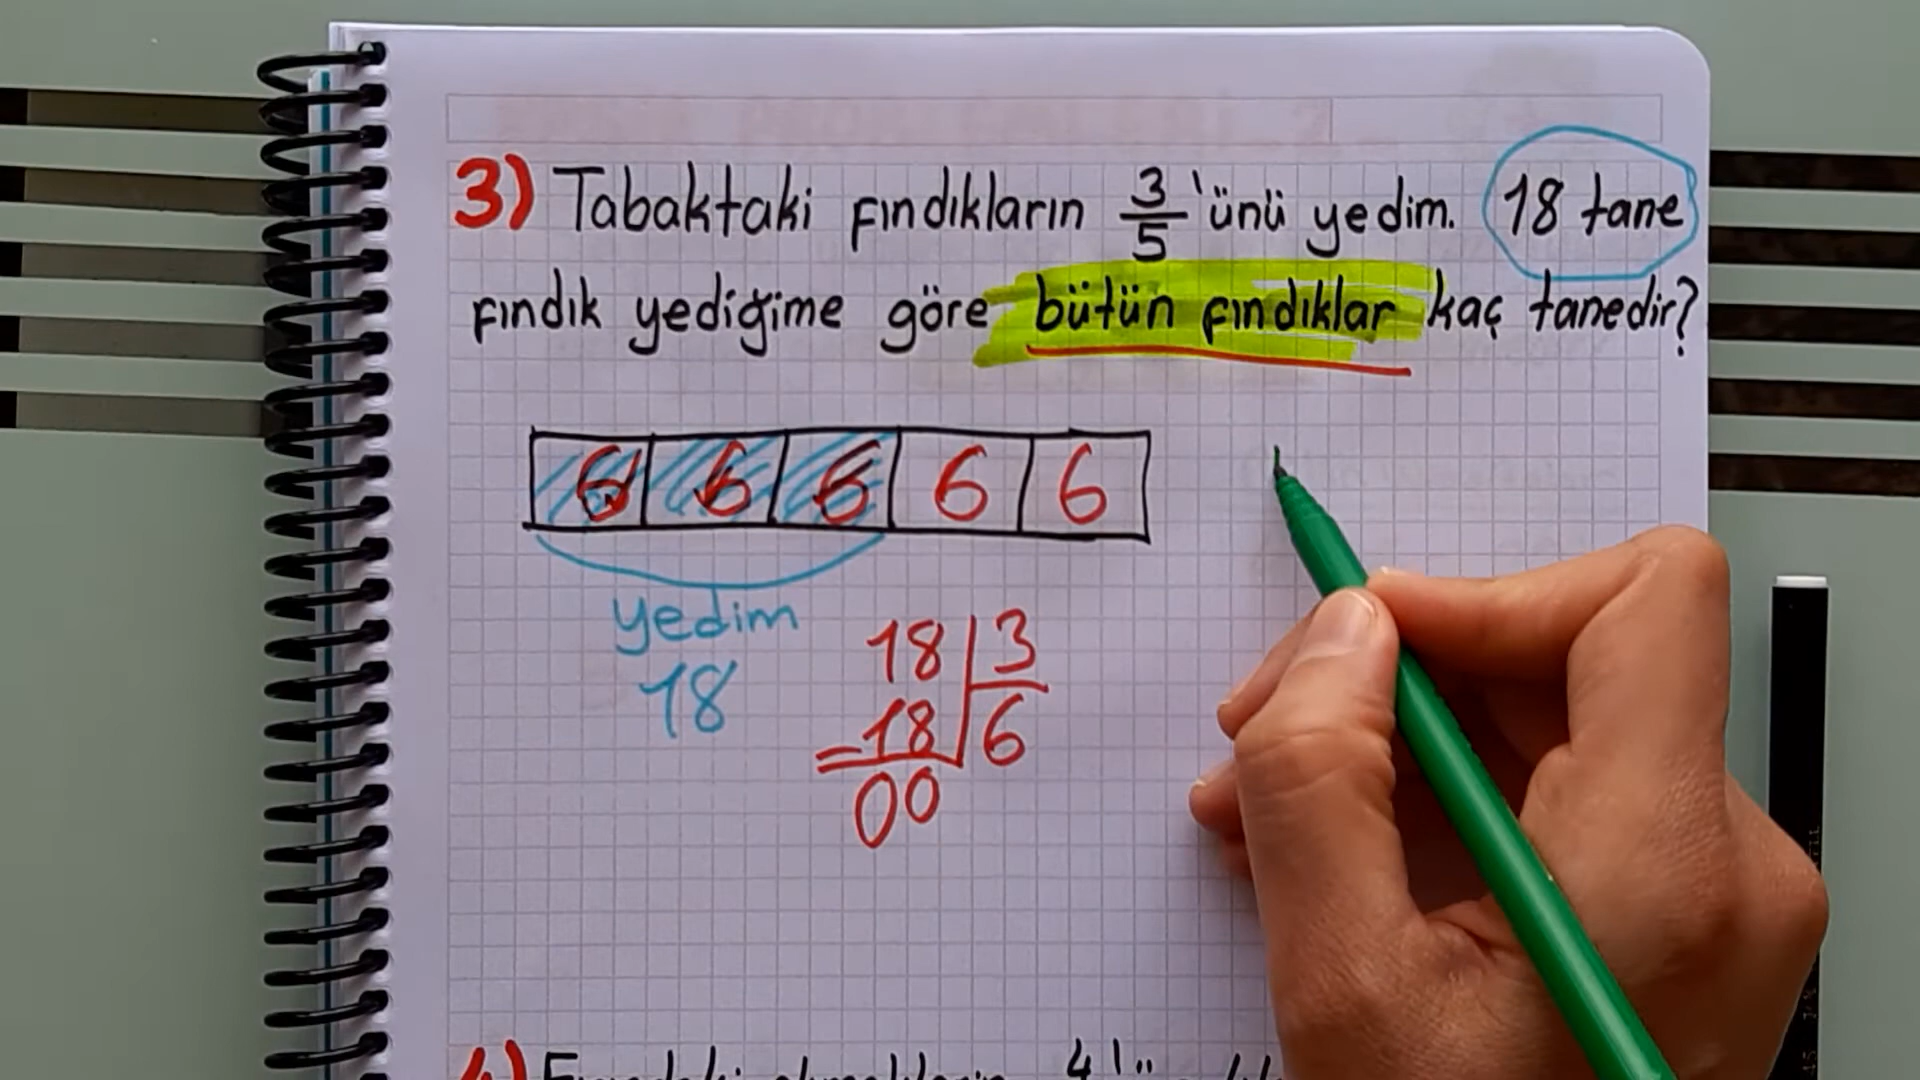 3) Tabaktaki fındıkların 3/5 'ünü yedim. 18 tane
fındık yediğime göre bütün fındıklar kaç tanedir?
6 6 6 6 6
yedim
18
18 3
-18 6
00
4)